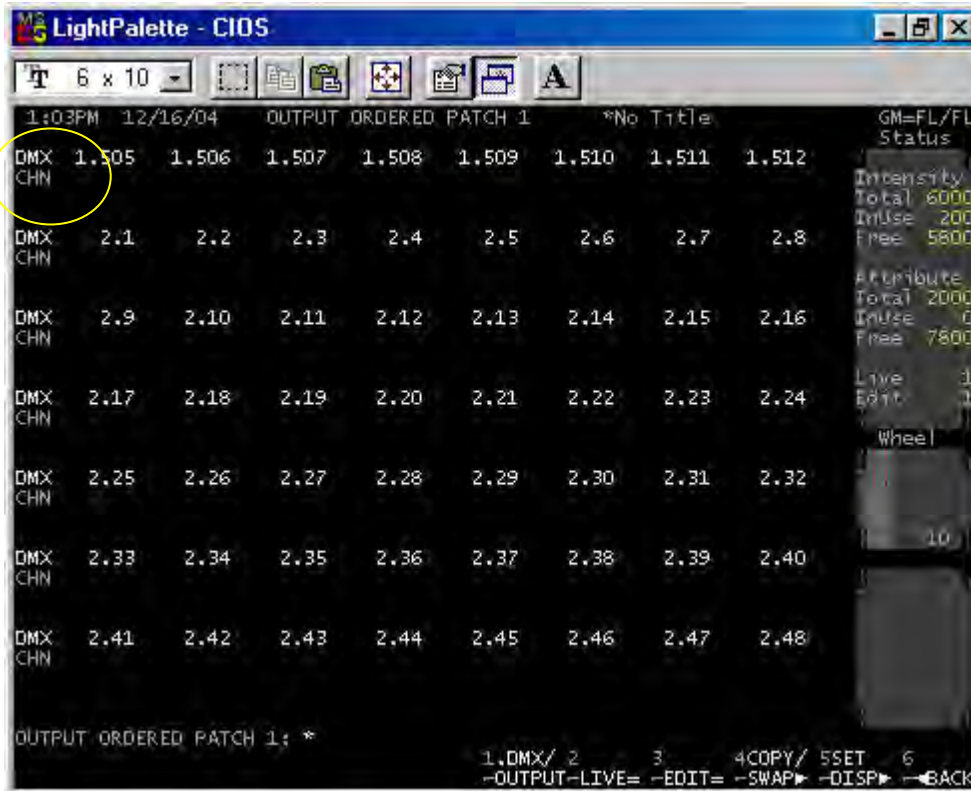 LightPalette - CIOS
6 x 10
1:03PM 12/16/04 OUTPUT ORDERED PATCH 1 *No Title GM=FL/FL
Status
DMX 1.505 1.506 1.507 1.508 1.509 1.510 1.511 1.512
CHN
Intensity
Total 6000
InUse 200
Free 5800
DMX 2.1 2.2 2.3 2.4 2.5 2.6 2.7 2.8
CHN
Attribute
Total 2000
InUse
Free 7800
DMX 2.9 2.10 2.11 2.12 2.13 2.14 2.15 2.16
CHN
Live 1
Edit 1
DMX 2.17 2.18 2.19 2.20 2.21 2.22 2.23 2.24
CHN
Wheel
DMX 2.25 2.26 2.27 2.28 2.29 2.30 2.31 2.32
CHN
10
DMX 2.33 2.34 2.35 2.36 2.37 2.38 2.39 2.40
CHN
DMX 2.41 2.42 2.43 2.44 2.45 2.46 2.47 2.48
CHN
OUTPUT ORDERED PATCH 1: *
1.DMX/ 2 3 4COPY/ 5SET 6
-OUTPUT-LIVE= -EDIT= -SWAP► -DISP► -◄BACK